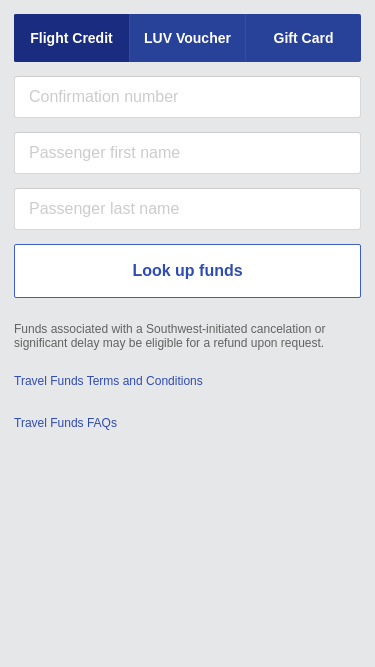 Flight Credit
LUV Voucher
Gift Card
Confirmation number
Passenger first name
Passenger last name
Look up funds
Funds associated with a Southwest-initiated cancelation or
significant delay may be eligible for a refund upon request.
Travel Funds Terms and Conditions
Travel Funds FAQs